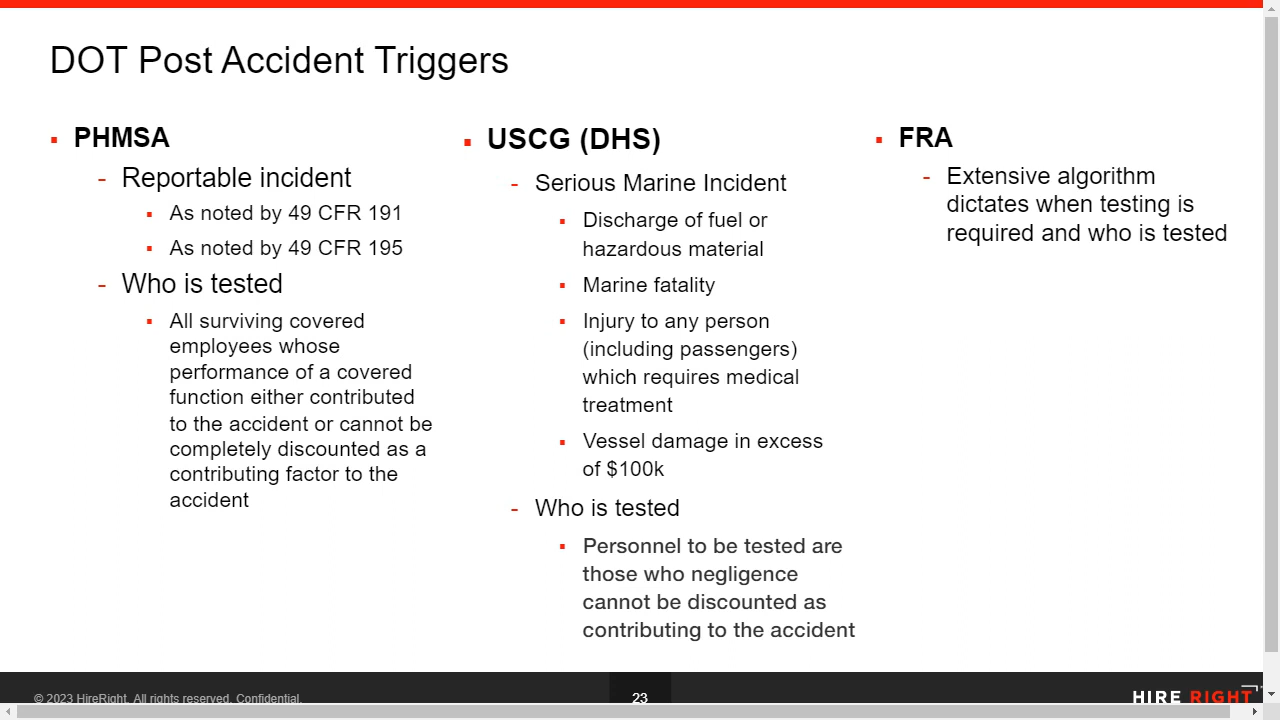 DOT Post Accident Triggers
PHMSA
Reportable incident
As noted by 49 CFR 191
As noted by 49 CFR 195
Who is tested
All surviving covered
employees whose
performance of a covered
function either contributed
to the accident or cannot be
completely discounted as a
contributing factor to the
accident
USCG (DHS)
Serious Marine Incident
Discharge of fuel or
hazardous material
Marine fatality
Injury to any person
(including passengers)
which requires medical
treatment
Vessel damage in excess
of $100k
Who is tested
Personnel to be tested are
those who negligence
cannot be discounted as
contributing to the accident
FRA
Extensive algorithm
dictates when testing is
required and who is tested
© 2023 HireRight. All rights reserved. Confidential.
23
HIRE RIGHT